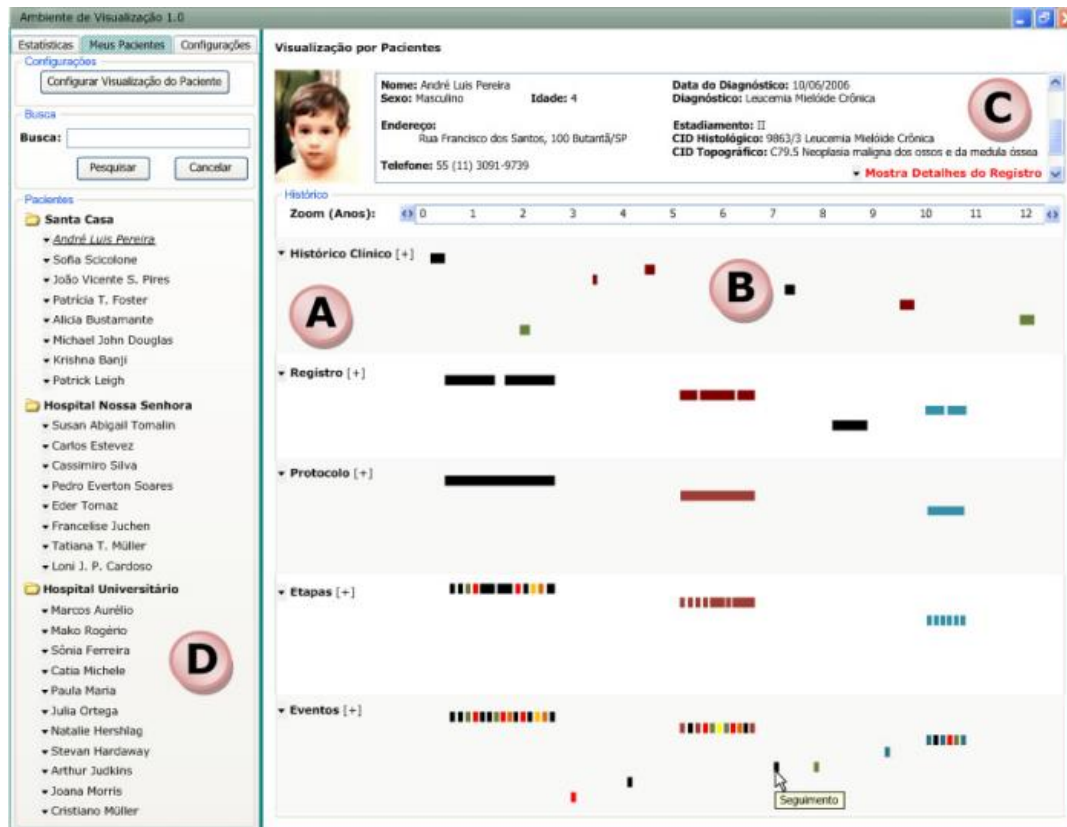 Ambiente de Visualização 1.0
Estatísticas Meus Pacientes Configurações
Configurações
Configurar Visualização do Paciente
Busca
Busca:
Pesquisar Cancelar
Pacientes
Santa Casa
André Luis Pereira
Sofia Scicolone
João Vicente S. Pires
Patrícia T. Foster
Alicia Bustamante
Michael John Douglas
Krishna Banji
Patrick Leigh
Hospital Nossa Senhora
Susan Abigail Tomalin
Carlos Estevez
Cassimiro Silva
Pedro Everton Soares
Eder Tomaz
Francelise Juchen
Tatiana T. Müller
Loni J. P. Cardoso
Hospital Universitário
Marcos Aurélio
Mako Rogério
Sônia Ferreira
Catia Michele
Paula Maria
Julia Ortega
Natalie Hershlag
Stevan Hardaway
Arthur Judkins
Joana Morris
Cristiano Müller
D
Visualização por Pacientes
Nome: André Luis Pereira
Sexo: Masculino Idade: 4
Endereço:
Rua Francisco dos Santos, 100 Butantã/SP
Telefone: 55 (11) 3091-9739
Data do Diagnóstico: 10/06/2006
Diagnóstico: Leucemia Mielóide Crônica
Estadiamento: II
CID Histológico: 9863/3 Leucemia Mielóide Crônica
CID Topográfico: C79.5 Neoplasia maligna dos ossos e da medula óssea
Mostra Detalhes do Registro
C
Histórico
Zoom (Anos): 0 1 2 3 4 5 6 7 8 9 10 11 12
Histórico Clínico [+]
A B
Registro [+]
Protocolo [+]
Etapas [+]
Eventos [+]
Seguimento